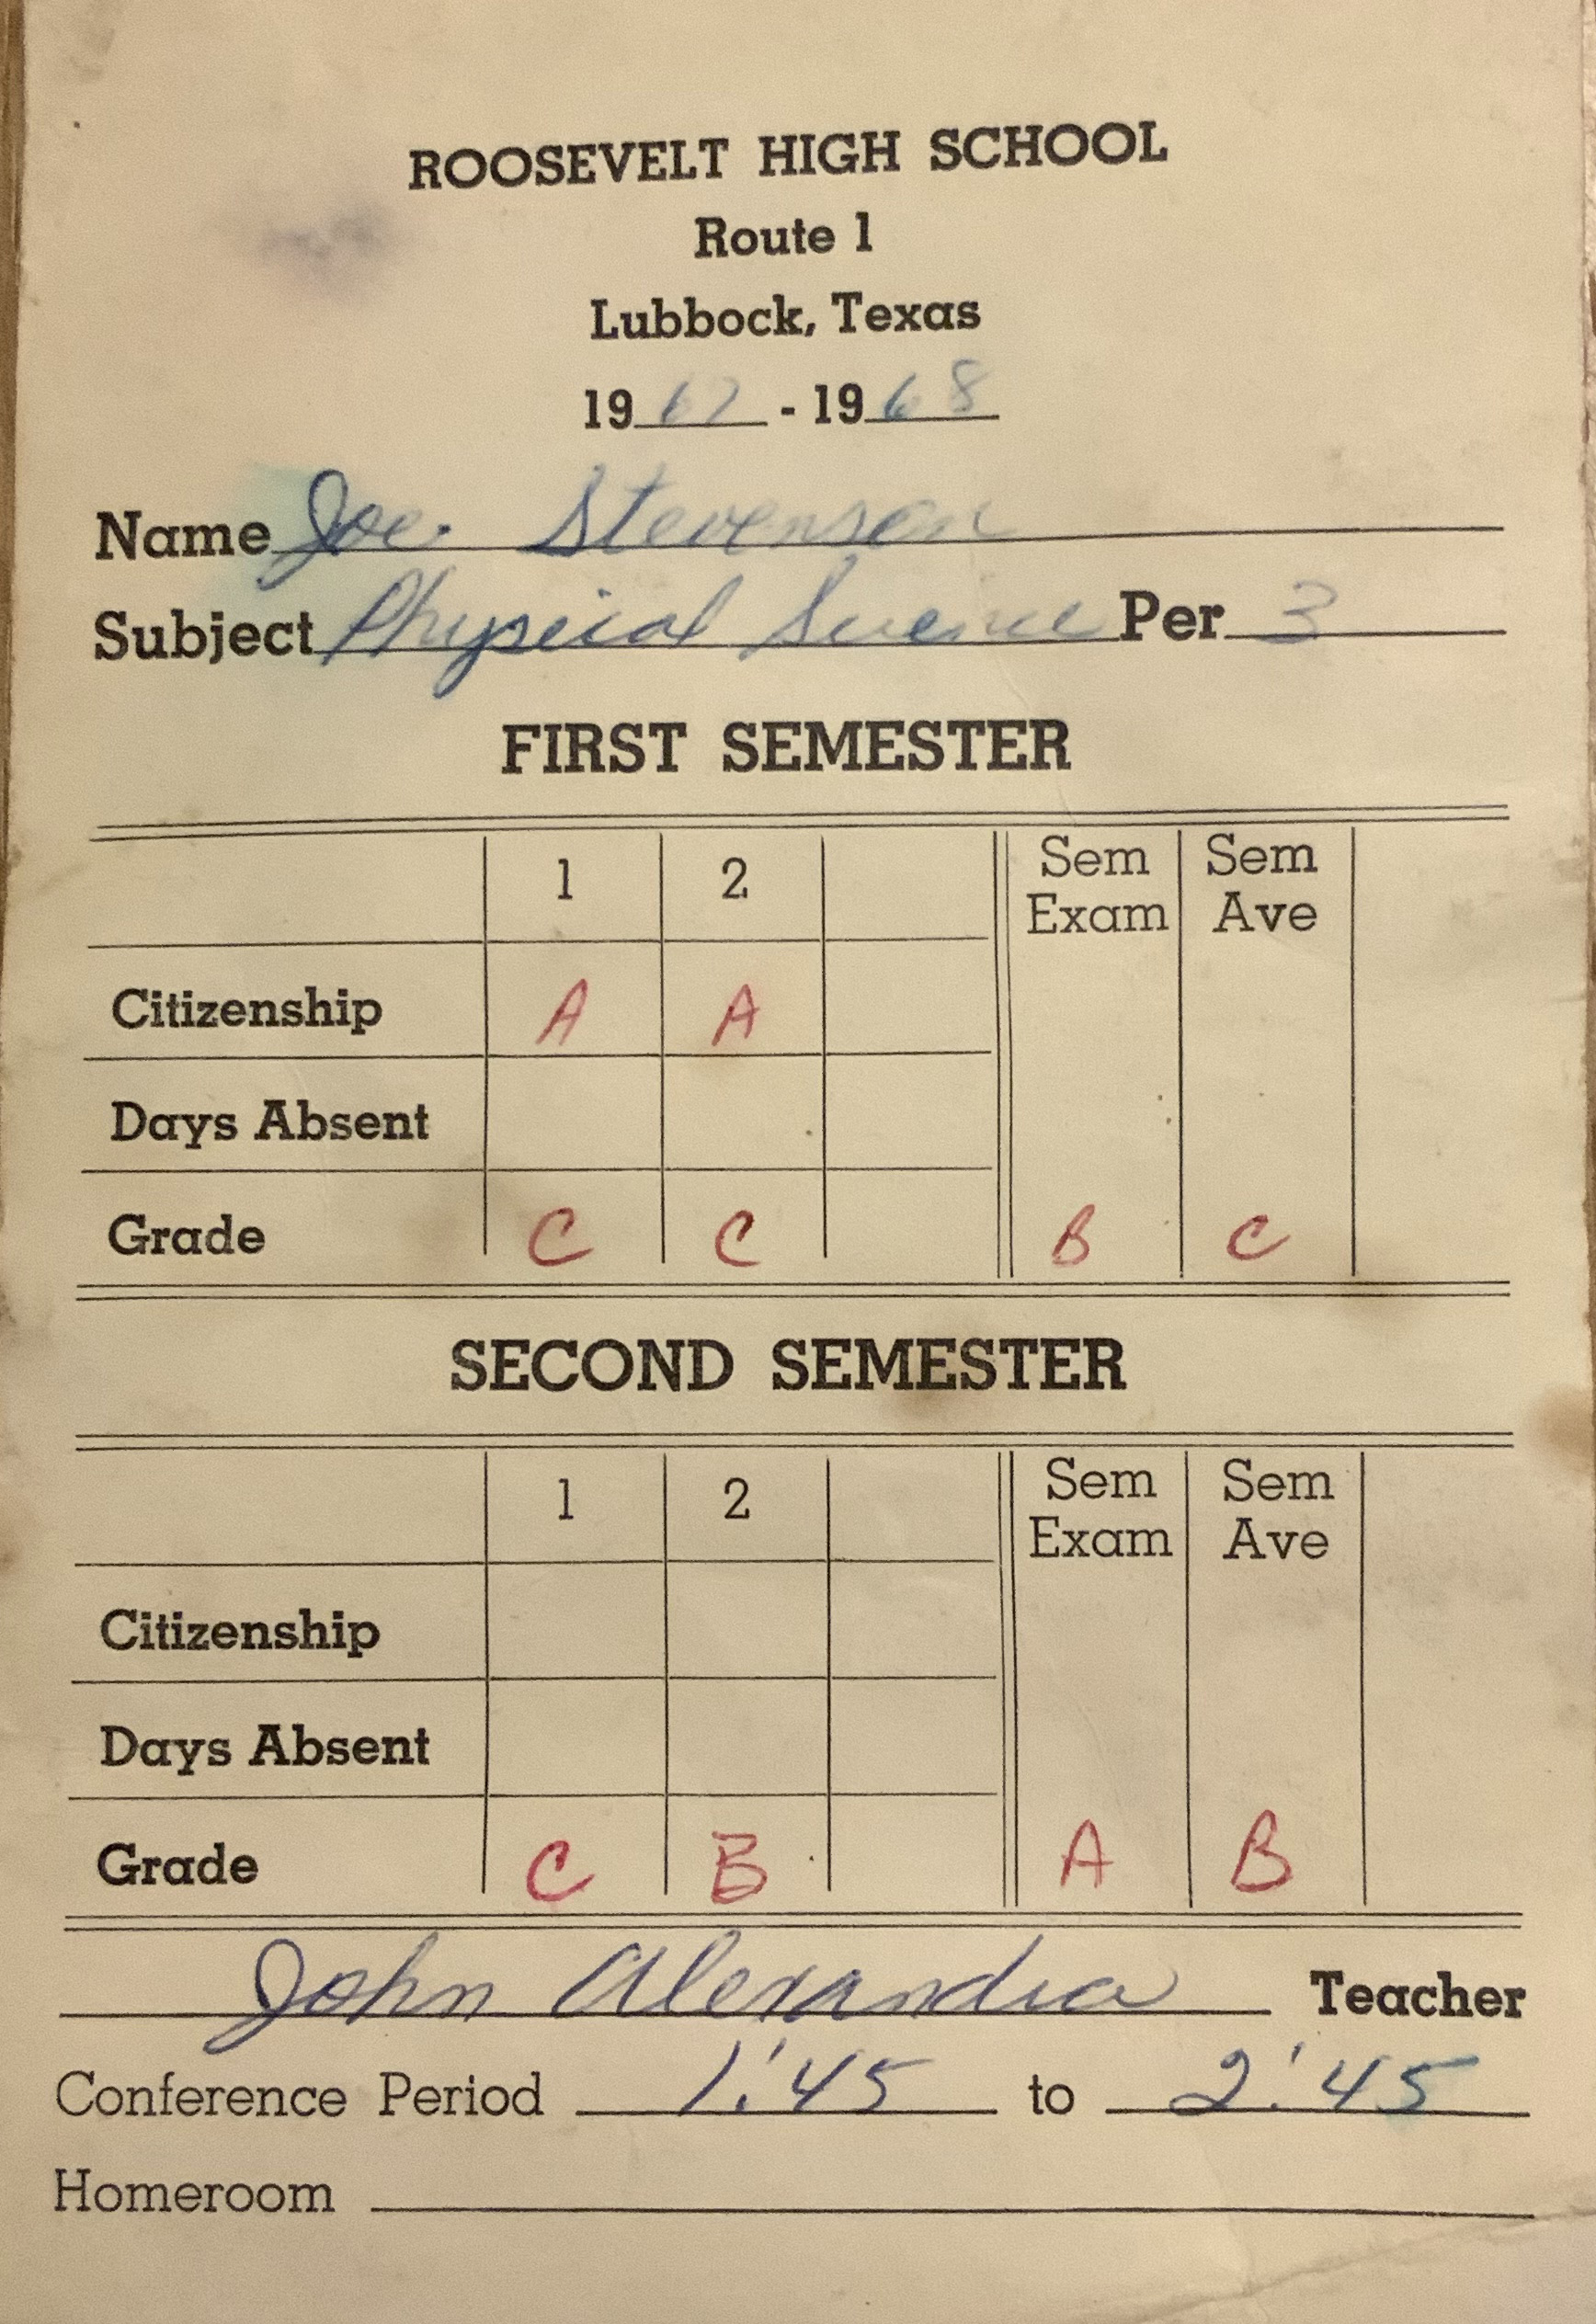 ROOSEVELT HIGH SCHOOL
Route 1
Lubbock, Texas
1967 - 1968
Name Joe Stevenson
Subject Physical Science Per 3
FIRST SEMESTER
1 2 Sem Exam Sem Ave
Citizenship A A
Days Absent
Grade C C B C
SECOND SEMESTER
1 2 Sem Exam Sem Ave
Citizenship
Days Absent
Grade C B A B
John Alexander Teacher
Conference Period 1:45 to 2:45
Homeroom